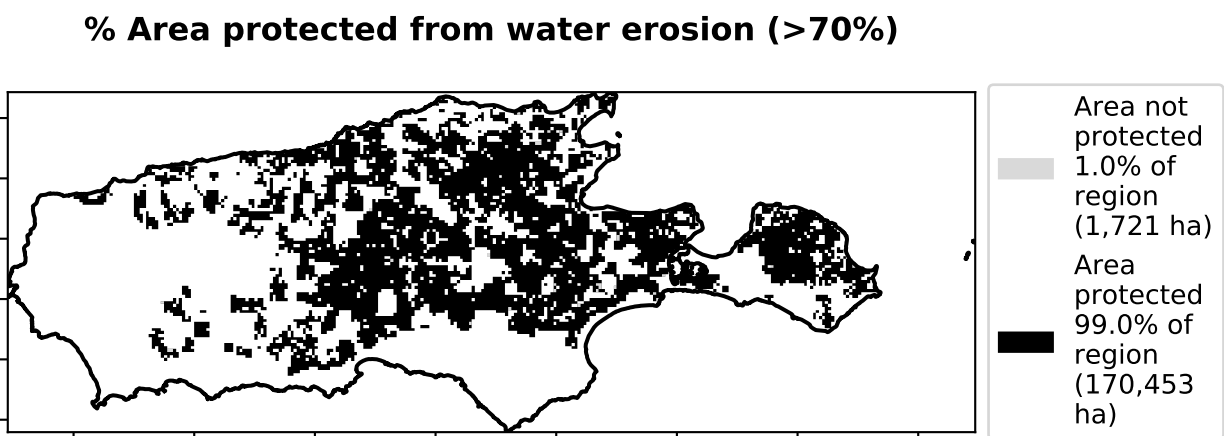 % Area protected from water erosion (>70%)
Area not
protected
1.0% of
region
(1,721 ha)
Area
protected
99.0% of
region
(170,453
ha)